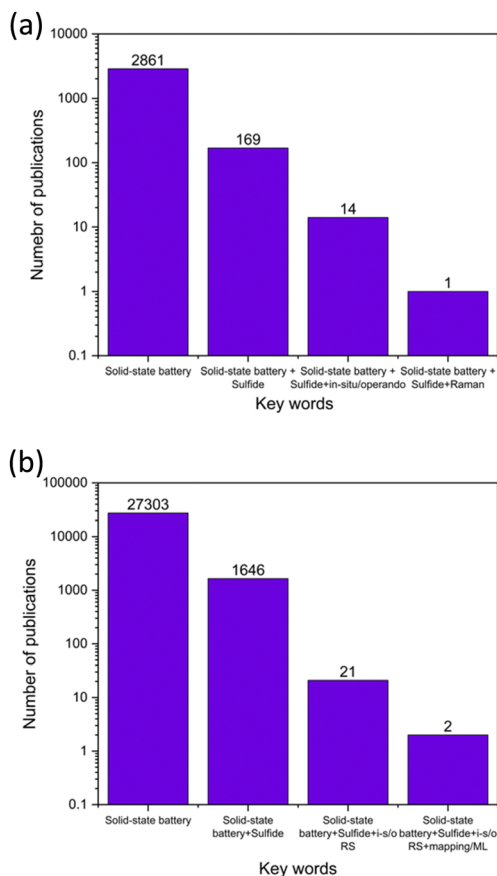 (a)
Numebr of publications
10000
1000
100
10
1
0.1
2861
169
14
1
Solid-state battery
Solid-state battery +
Sulfide
Solid-state battery +
Sulfide+in-situ/operando
Solid-state battery +
Sulfide+Raman
Key words
(b)
Number of publications
100000
10000
1000
100
10
1
0.1
27303
1646
21
2
Solid-state battery
Solid-state
battery+Sulfide
Solid-state
battery+Sulfide+i-s/o
RS
Solid-state
battery+Sulfide+i-s/o
RS+mapping/ML
Key words